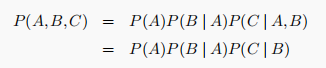 P(A, B, C) = P(A)P(B | A)P(C | A, B)
= P(A)P(B | A)P(C | B)